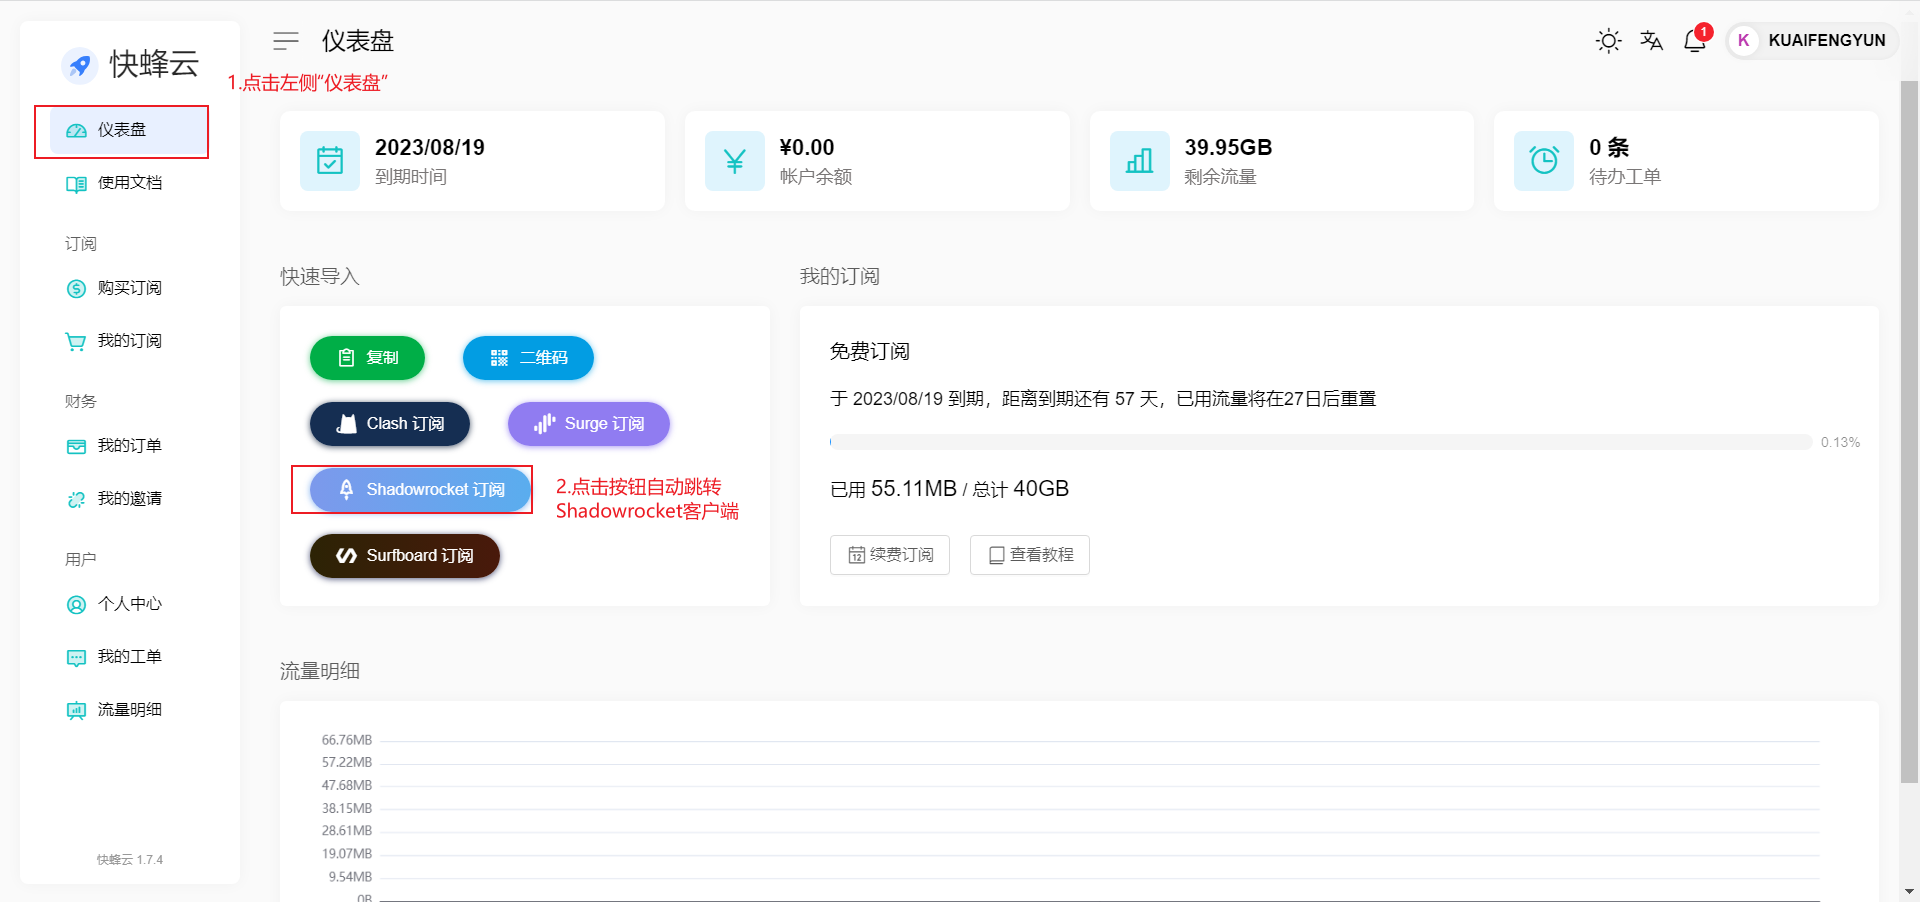 快蜂云
仪表盘
使用文档
订阅
购买订阅
我的订阅
财务
我的订单
我的邀请
用户
个人中心
我的工单
流量明细
快蜂云 1.7.4
仪表盘
1
K
KUAIFENGYUN
1.点击左侧“仪表盘”
2023/08/19
到期时间
¥0.00
帐户余额
39.95GB
剩余流量
0 条
待办工单
快速导入
复制
二维码
Clash 订阅
Surge 订阅
Shadowrocket 订阅
2.点击按钮自动跳转
Shadowrocket客户端
Surfboard 订阅
我的订阅
免费订阅
于 2023/08/19 到期，距离到期还有 57 天，已用流量将在27日后重置
0.13%
已用 55.11MB / 总计 40GB
12
续费订阅
查看教程
流量明细
66.76MB
57.22MB
47.68MB
38.15MB
28.61MB
19.07MB
9.54MB
0B